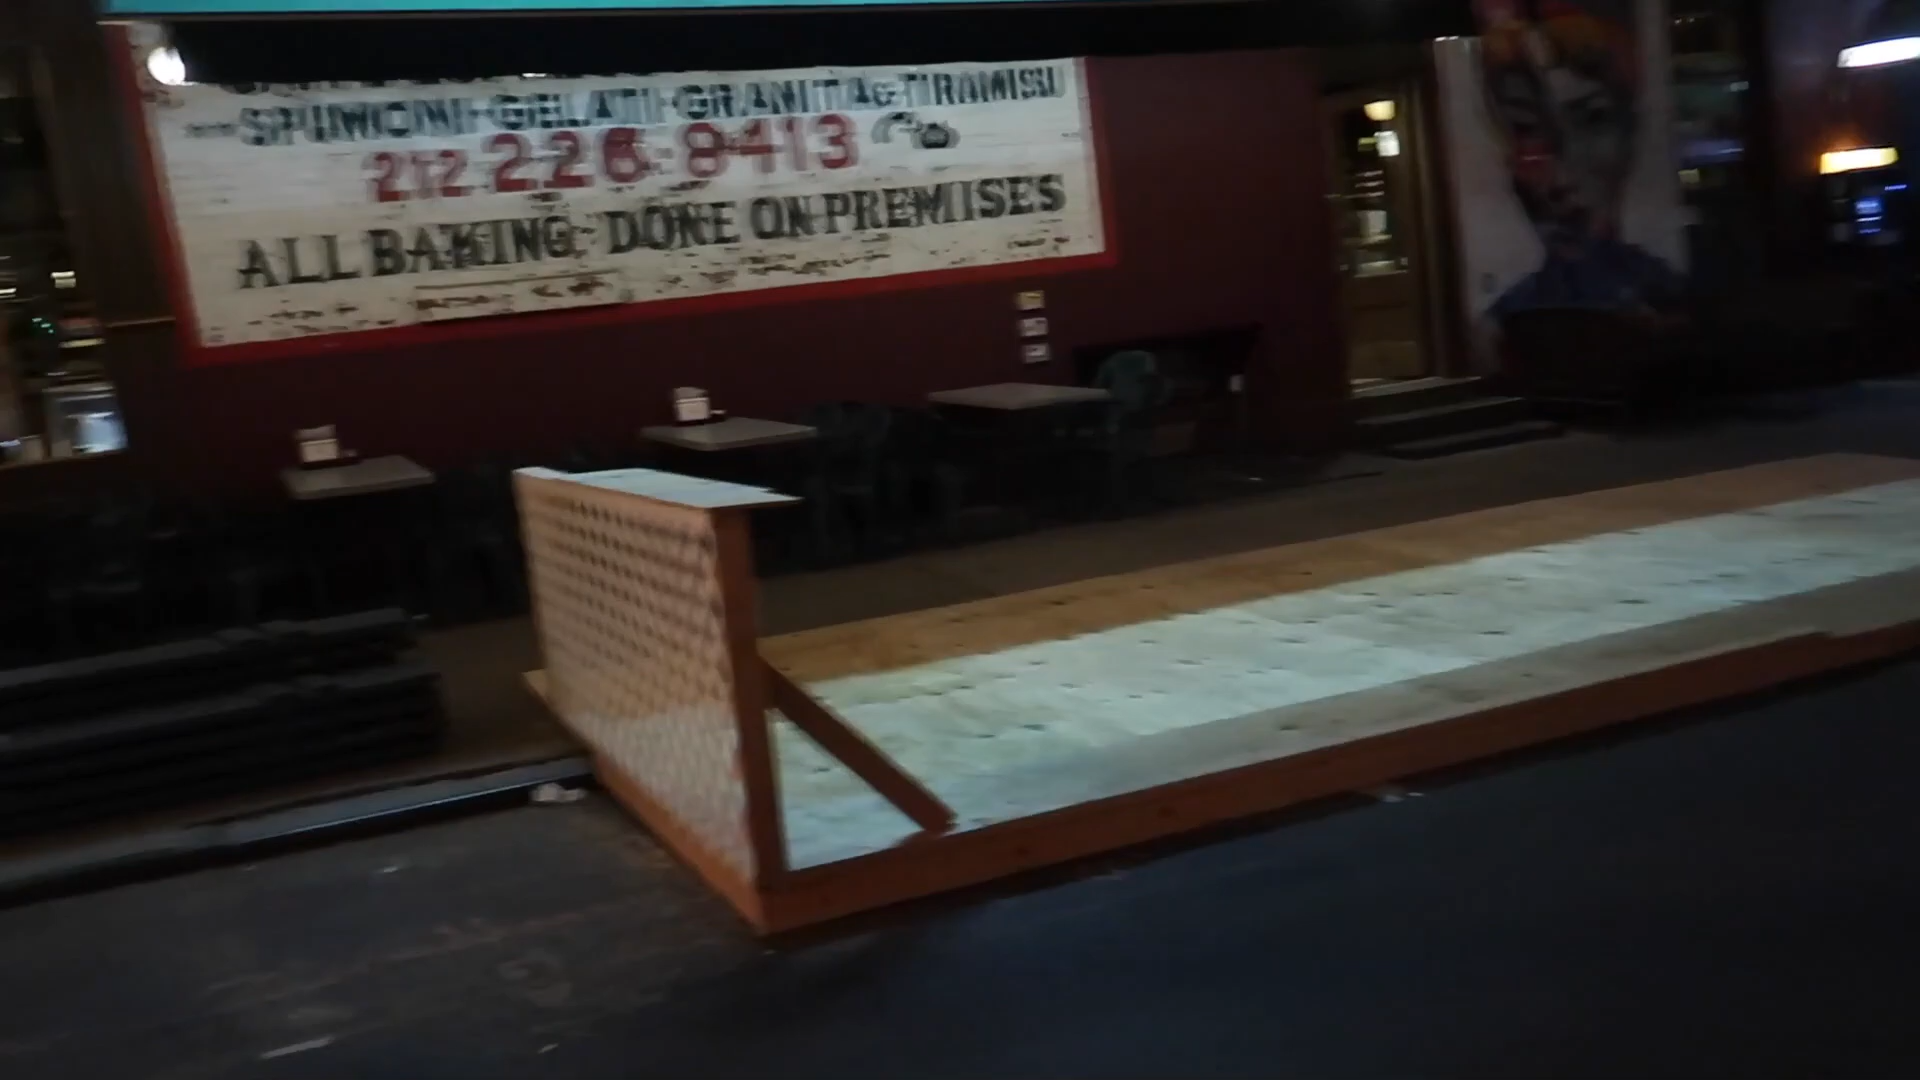 SPUMONI·GELATI·GRANITA&TIRAMISU
212 226-8413
ALL BAKING DONE ON PREMISES